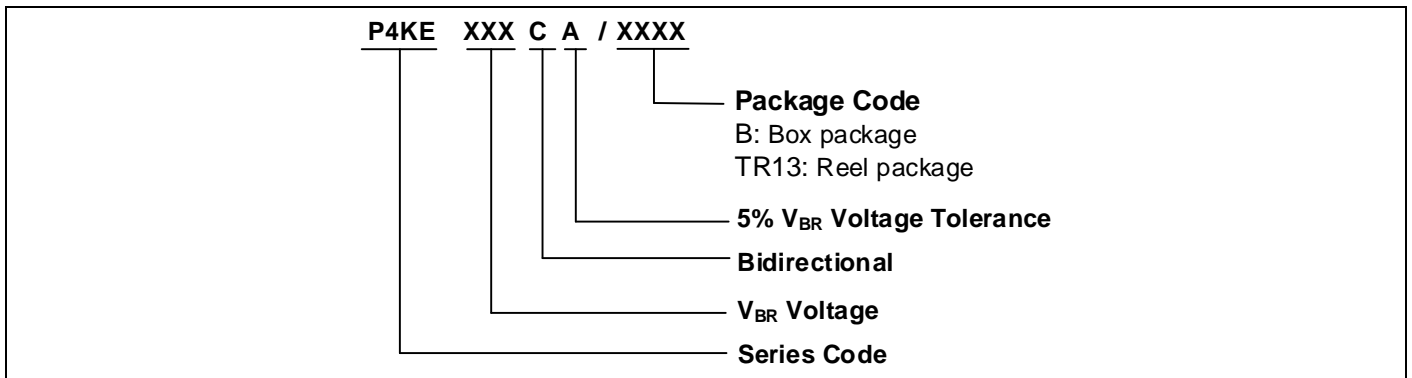 P4KE XXX C A / XXXX
Package Code
B: Box package
TR13: Reel package
5% VBR Voltage Tolerance
Bidirectional
VBR Voltage
Series Code